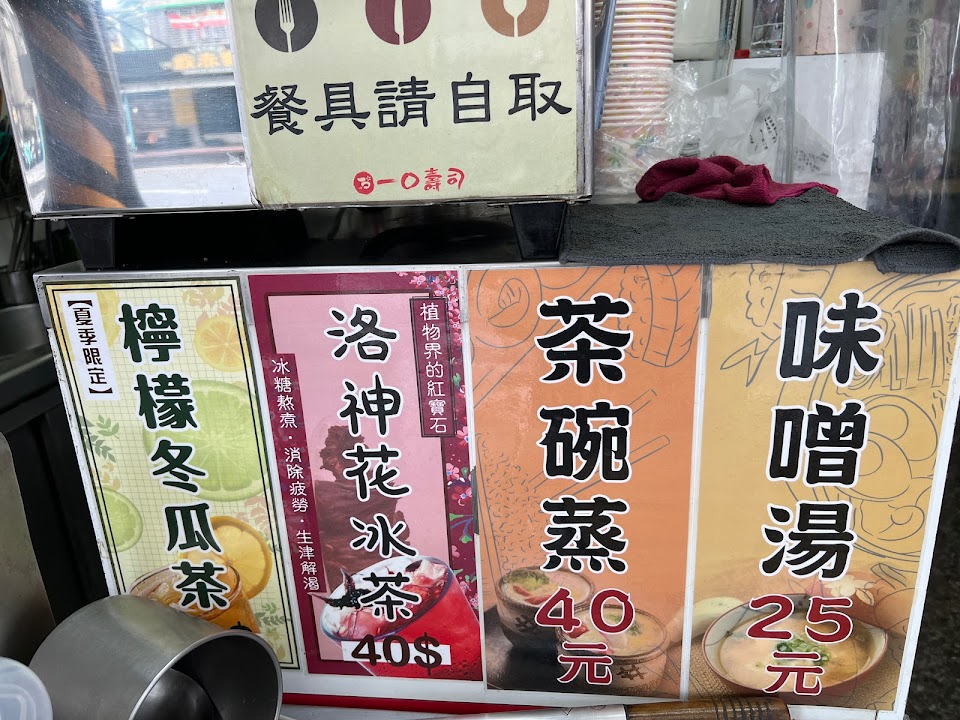 餐具請自取
一〇壽司
【夏季限定】
檸檬冬瓜茶
$
植物界的紅寶石
洛神花冰茶
冰糖熬煮．消除疲勞．生津解渴
40$
茶碗蒸
40
元
味噌湯
25
元